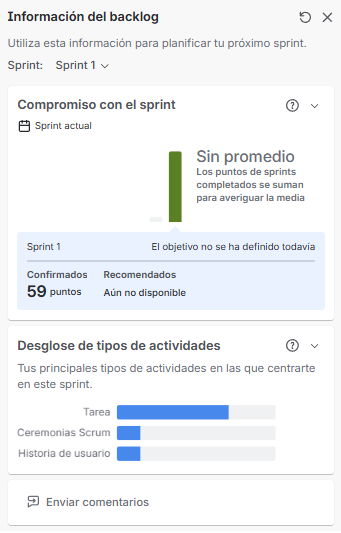 Información del backlog
Utiliza esta información para planificar tu próximo sprint.
Sprint: Sprint 1
Compromiso con el sprint
Sprint actual
Sin promedio
Los puntos de sprints
completados se suman
para averiguar la media
Sprint 1 El objetivo no se ha definido todavía
Confirmados Recomendados
59 puntos Aún no disponible
Desglose de tipos de actividades
Tus principales tipos de actividades en las que centrarte
en este sprint.
Tarea
Ceremonias Scrum
Historia de usuario
Enviar comentarios